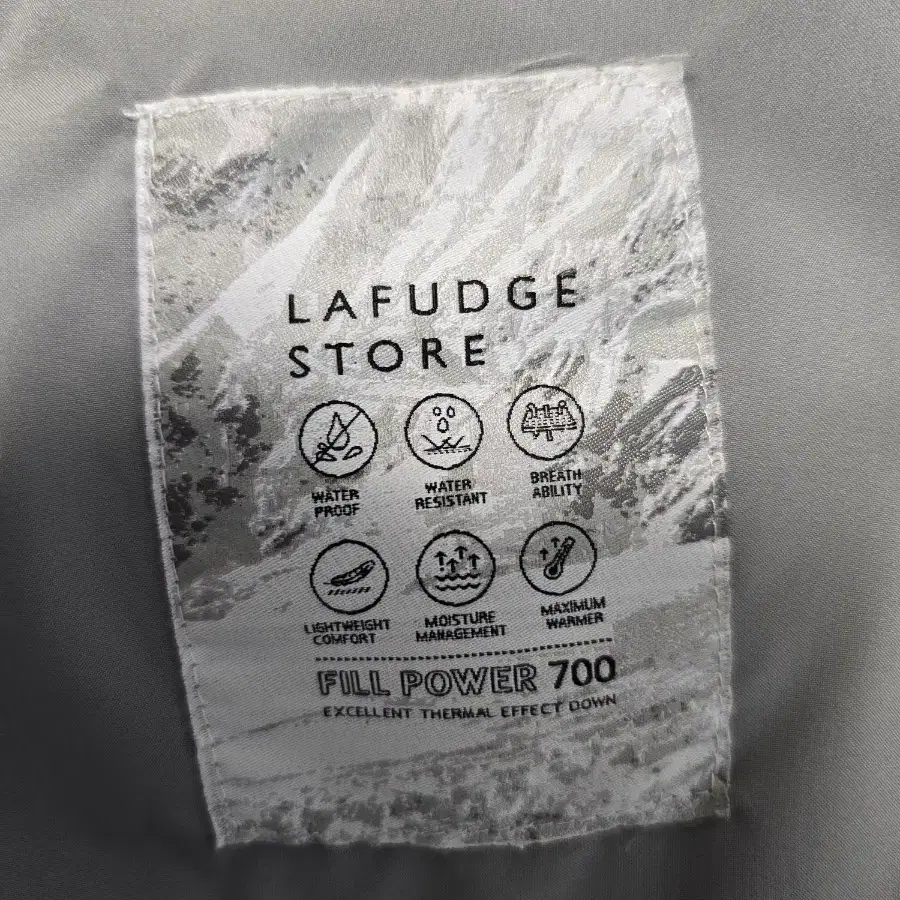 LAFUDGE
STORE
WATER
PROOF
WATER
RESISTANT
BREATH
ABILITY
LIGHTWEIGHT
COMFORT
MOISTURE
MANAGEMENT
MAXIMUM
WARMER
FILL POWER 700
EXCELLENT THERMAL EFFECT DOWN